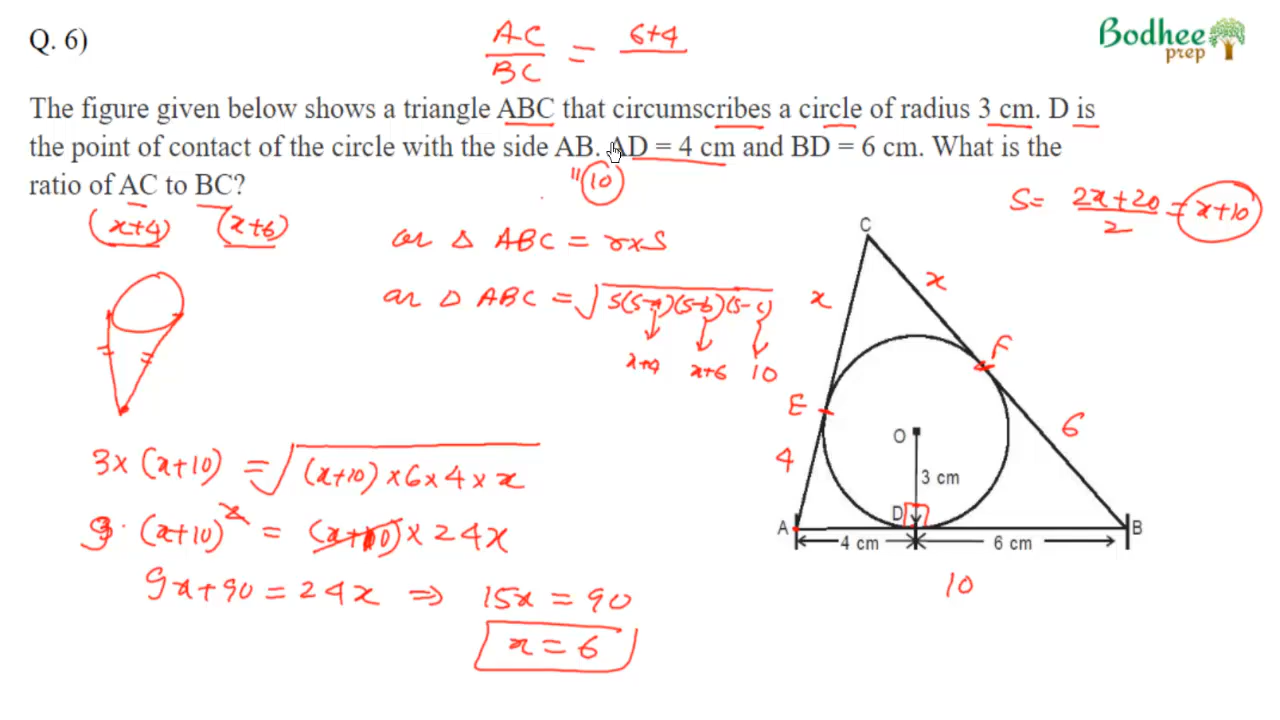 Q. 6)
AC/BC = 6+4
Bodhee
prep
The figure given below shows a triangle ABC that circumscribes a circle of radius 3 cm. D is
the point of contact of the circle with the side AB. AD = 4 cm and BD = 6 cm. What is the
ratio of AC to BC?
" 10
(x+4) (x+6)
S = 2x+20/2 = x+10
ar △ ABC = r×S
ar △ ABC = √S(S-a)(S-b)(S-c)
x+4 x+6 10
C
x
x
F
E
6
O
4
3 cm
D
A
B
4 cm
6 cm
10
3× (x+10) = √(x+10)×6×4×x
9· (x+10)² = (x+10)×24x
9x+90 = 24x ⇒ 15x = 90
x = 6